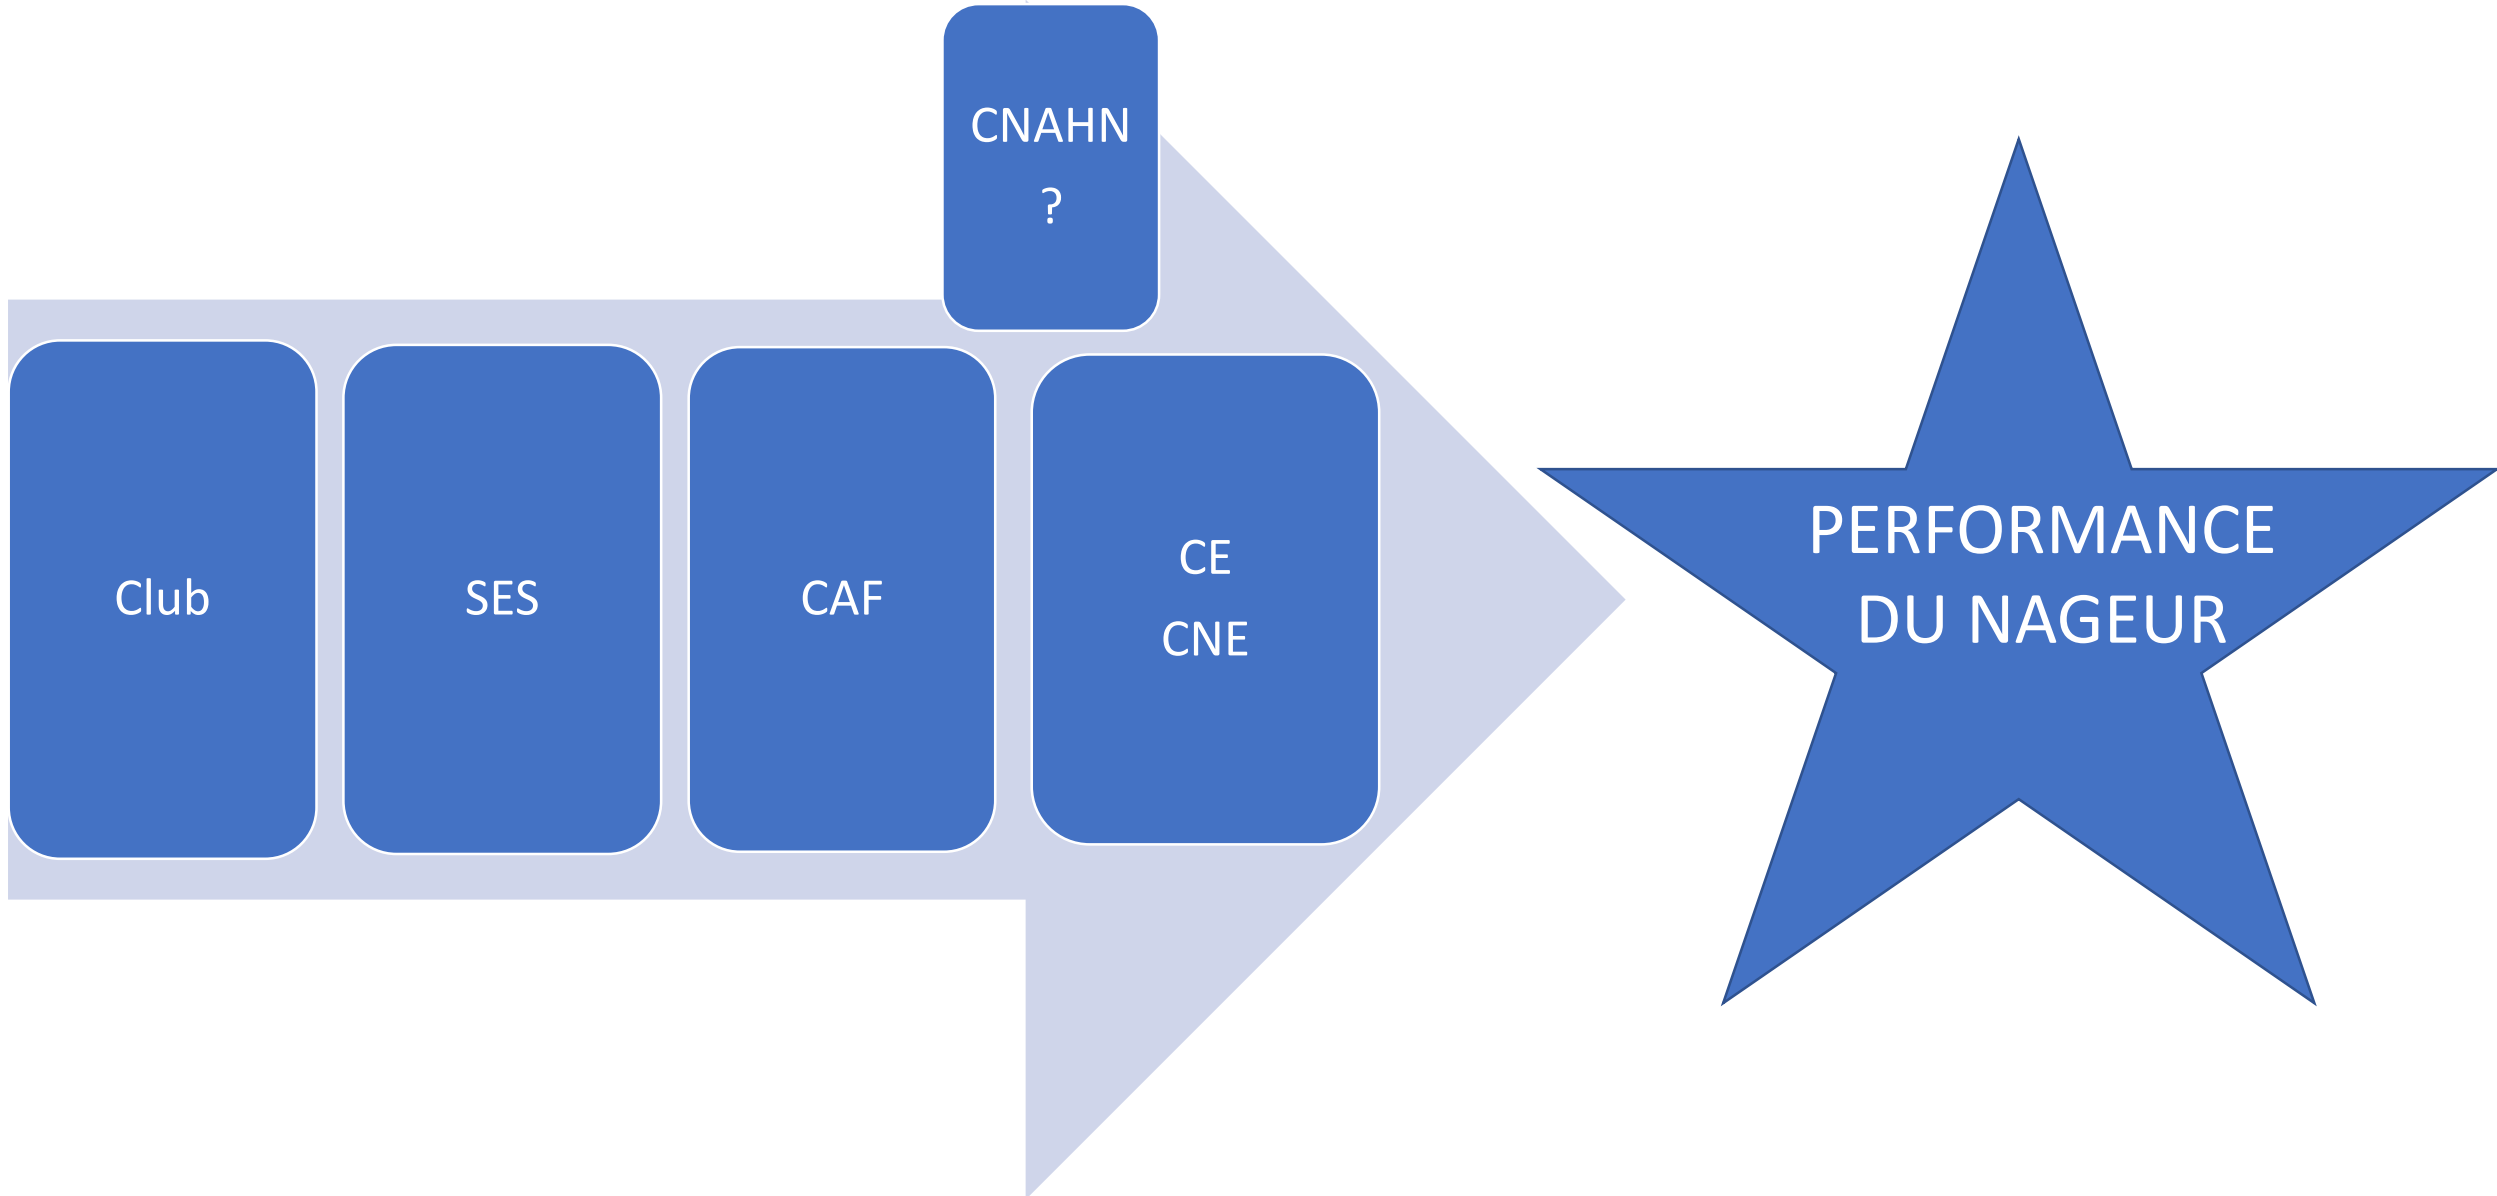 CNAHN
?
Club
SES
CAF
CE
CNE
PERFORMANCE
DU NAGEUR